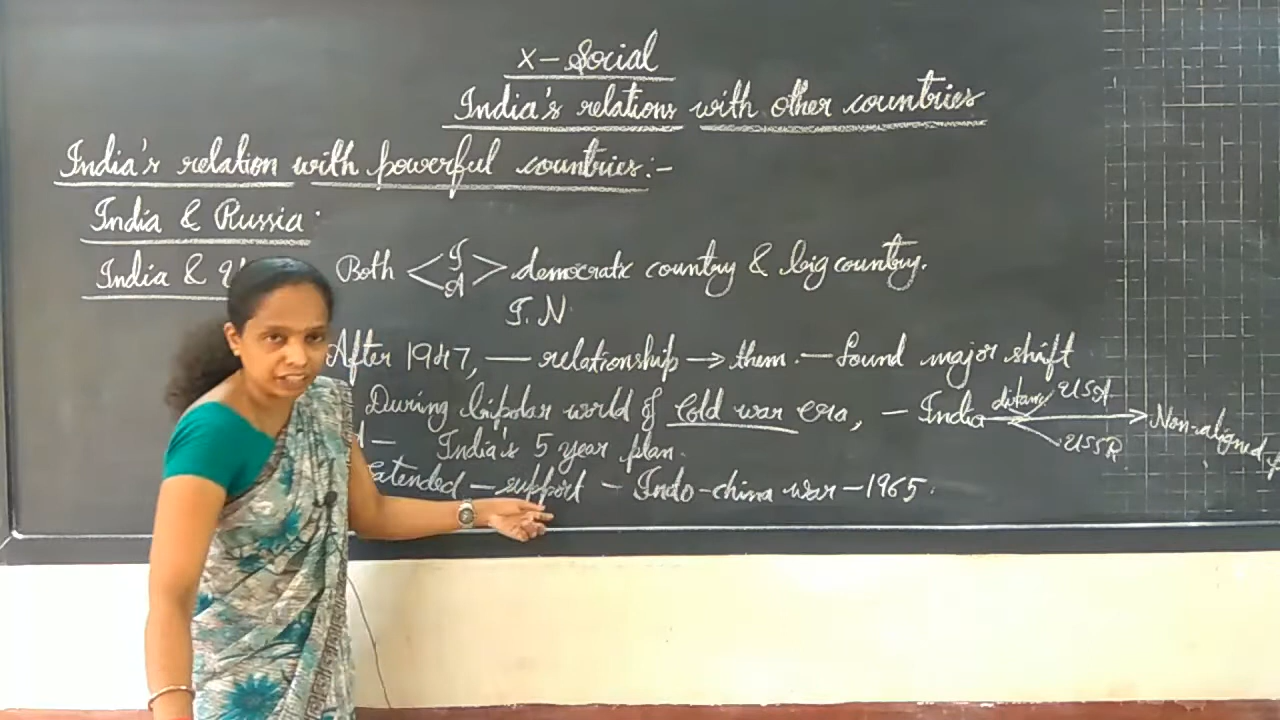 X - Social
India's relations with other countries
India's relation with powerful countries:-
India & Russia
India &
Both < I A > democratic country & big country.
I. N
After 1947, — relationship → them. — found major shift
During bipolar world of Cold war era, — India distance USA USSR → Non-aligned
— India's 5 year plan.
— support — Indo-china war - 1965.